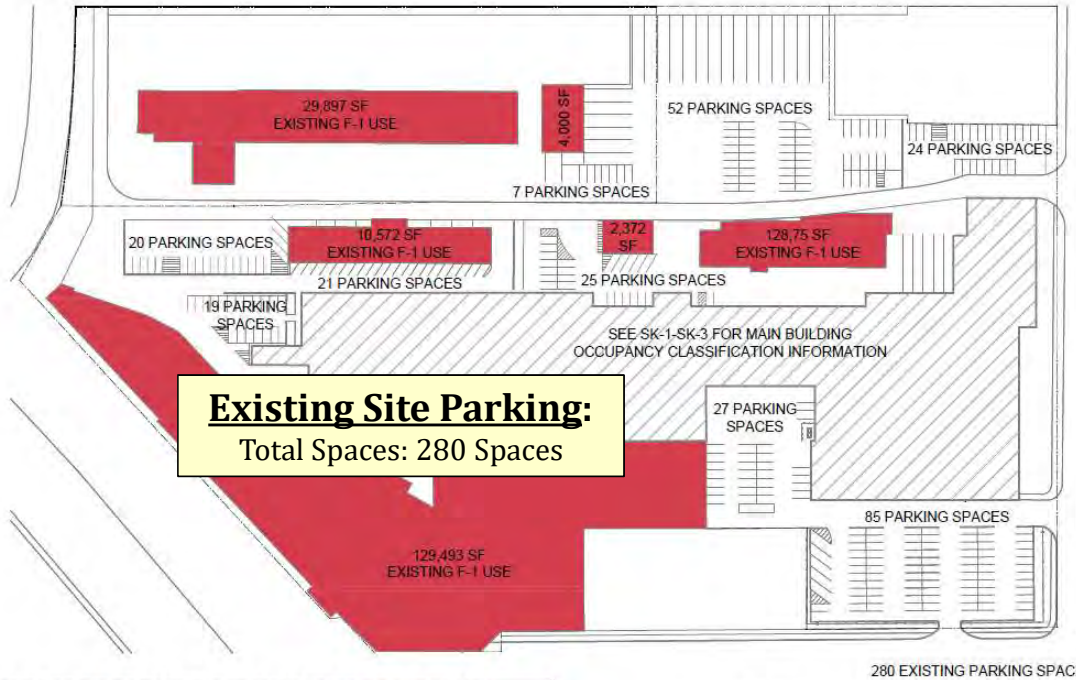 29,897 SF
EXISTING F-1 USE
4,000 SF
52 PARKING SPACES
24 PARKING SPACES
7 PARKING SPACES
20 PARKING SPACES
10,572 SF
EXISTING F-1 USE
2,372
SF
128,75 SF
EXISTING F-1 USE
21 PARKING SPACES
25 PARKING SPACES
19 PARKING
SPACES
SEE SK-1-SK-3 FOR MAIN BUILDING
OCCUPANCY CLASSIFICATION INFORMATION
Existing Site Parking:
Total Spaces: 280 Spaces
27 PARKING
SPACES
85 PARKING SPACES
129,493 SF
EXISTING F-1 USE
280 EXISTING PARKING SPAC